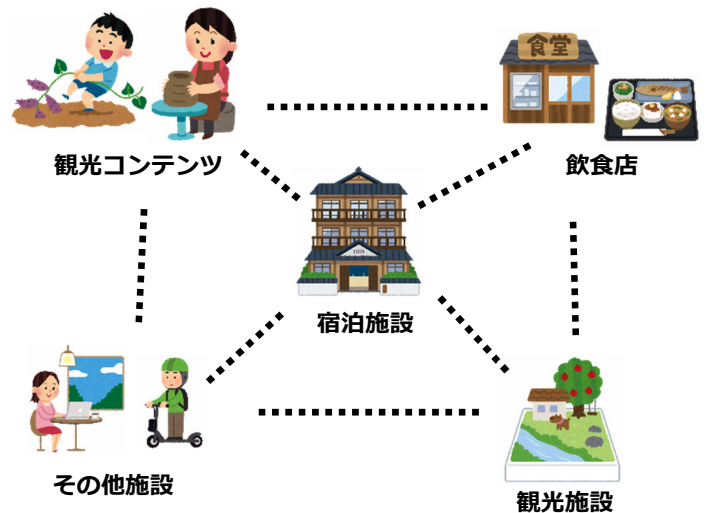 食堂
観光コンテンツ
飲食店
宿泊施設
その他施設
観光施設